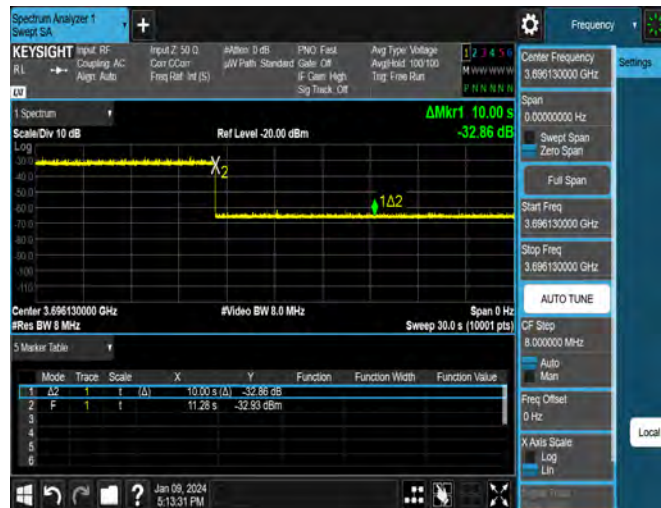 Spectrum Analyzer 1
Swept SA
Frequency
KEYSIGHT
RL
Input: RF
Coupling: AC
Align: Auto
Input Z: 50 Ω
Corr CCorr
Freq Ref: Int (S)
#Atten: 0 dB
µW Path: Standard
PNO: Fast
Gate: Off
IF Gain: High
Sig Track: Off
Avg Type: Voltage
Avg|Hold: 100/100
Trig: Free Run
1 2 3 4 5 6
M W W W W W
P N N N N N
Center Frequency
3.696130000 GHz
Settings
Span
0.00000000 Hz
Swept Span
Zero Span
Full Span
Start Freq
3.696130000 GHz
Stop Freq
3.696130000 GHz
AUTO TUNE
CF Step
8.000000 MHz
Auto
Man
Freq Offset
0 Hz
X Axis Scale
Log
Lin
Local
1 Spectrum
ΔMkr1 10.00 s
Scale/Div 10 dB
Ref Level -20.00 dBm
-32.86 dB
Log
-30.0
-40.0
-50.0
-60.0
-70.0
-80.0
-90.0
-100
-110
2
1Δ2
Center 3.696130000 GHz
#Video BW 8.0 MHz
Span 0 Hz
#Res BW 8 MHz
Sweep 30.0 s (10001 pts)
5 Marker Table
Mode Trace Scale X Y Function Function Width Function Value
1 Δ2 1 t (Δ) 10.00 s (Δ) -32.86 dB
2 F 1 t 11.28 s -32.93 dBm
3
4
5
6
Jan 09, 2024
5:13:31 PM